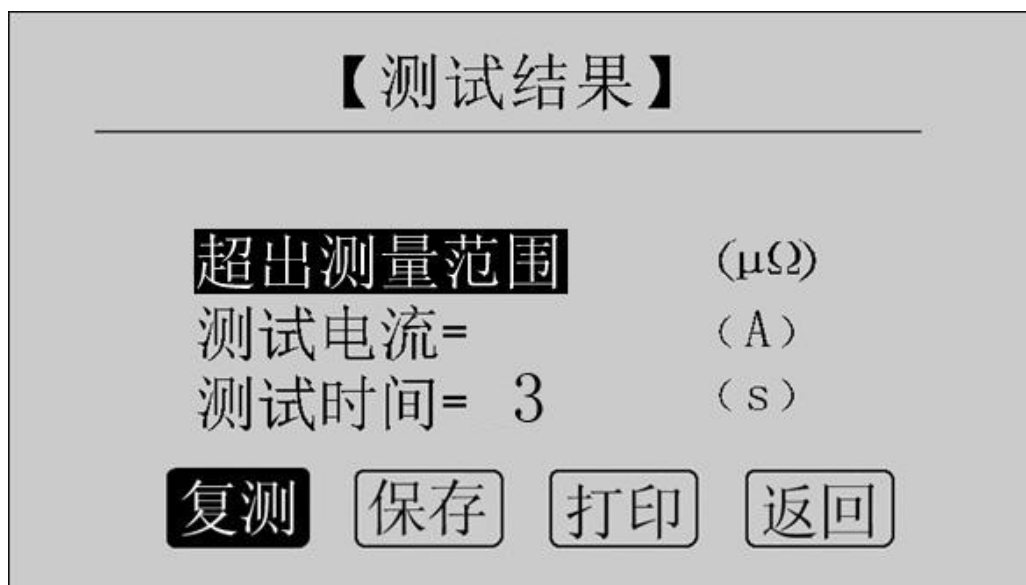 【测试结果】
超出测量范围 (μΩ)
测试电流= (A)
测试时间= 3 (s)
复测 保存 打印 返回